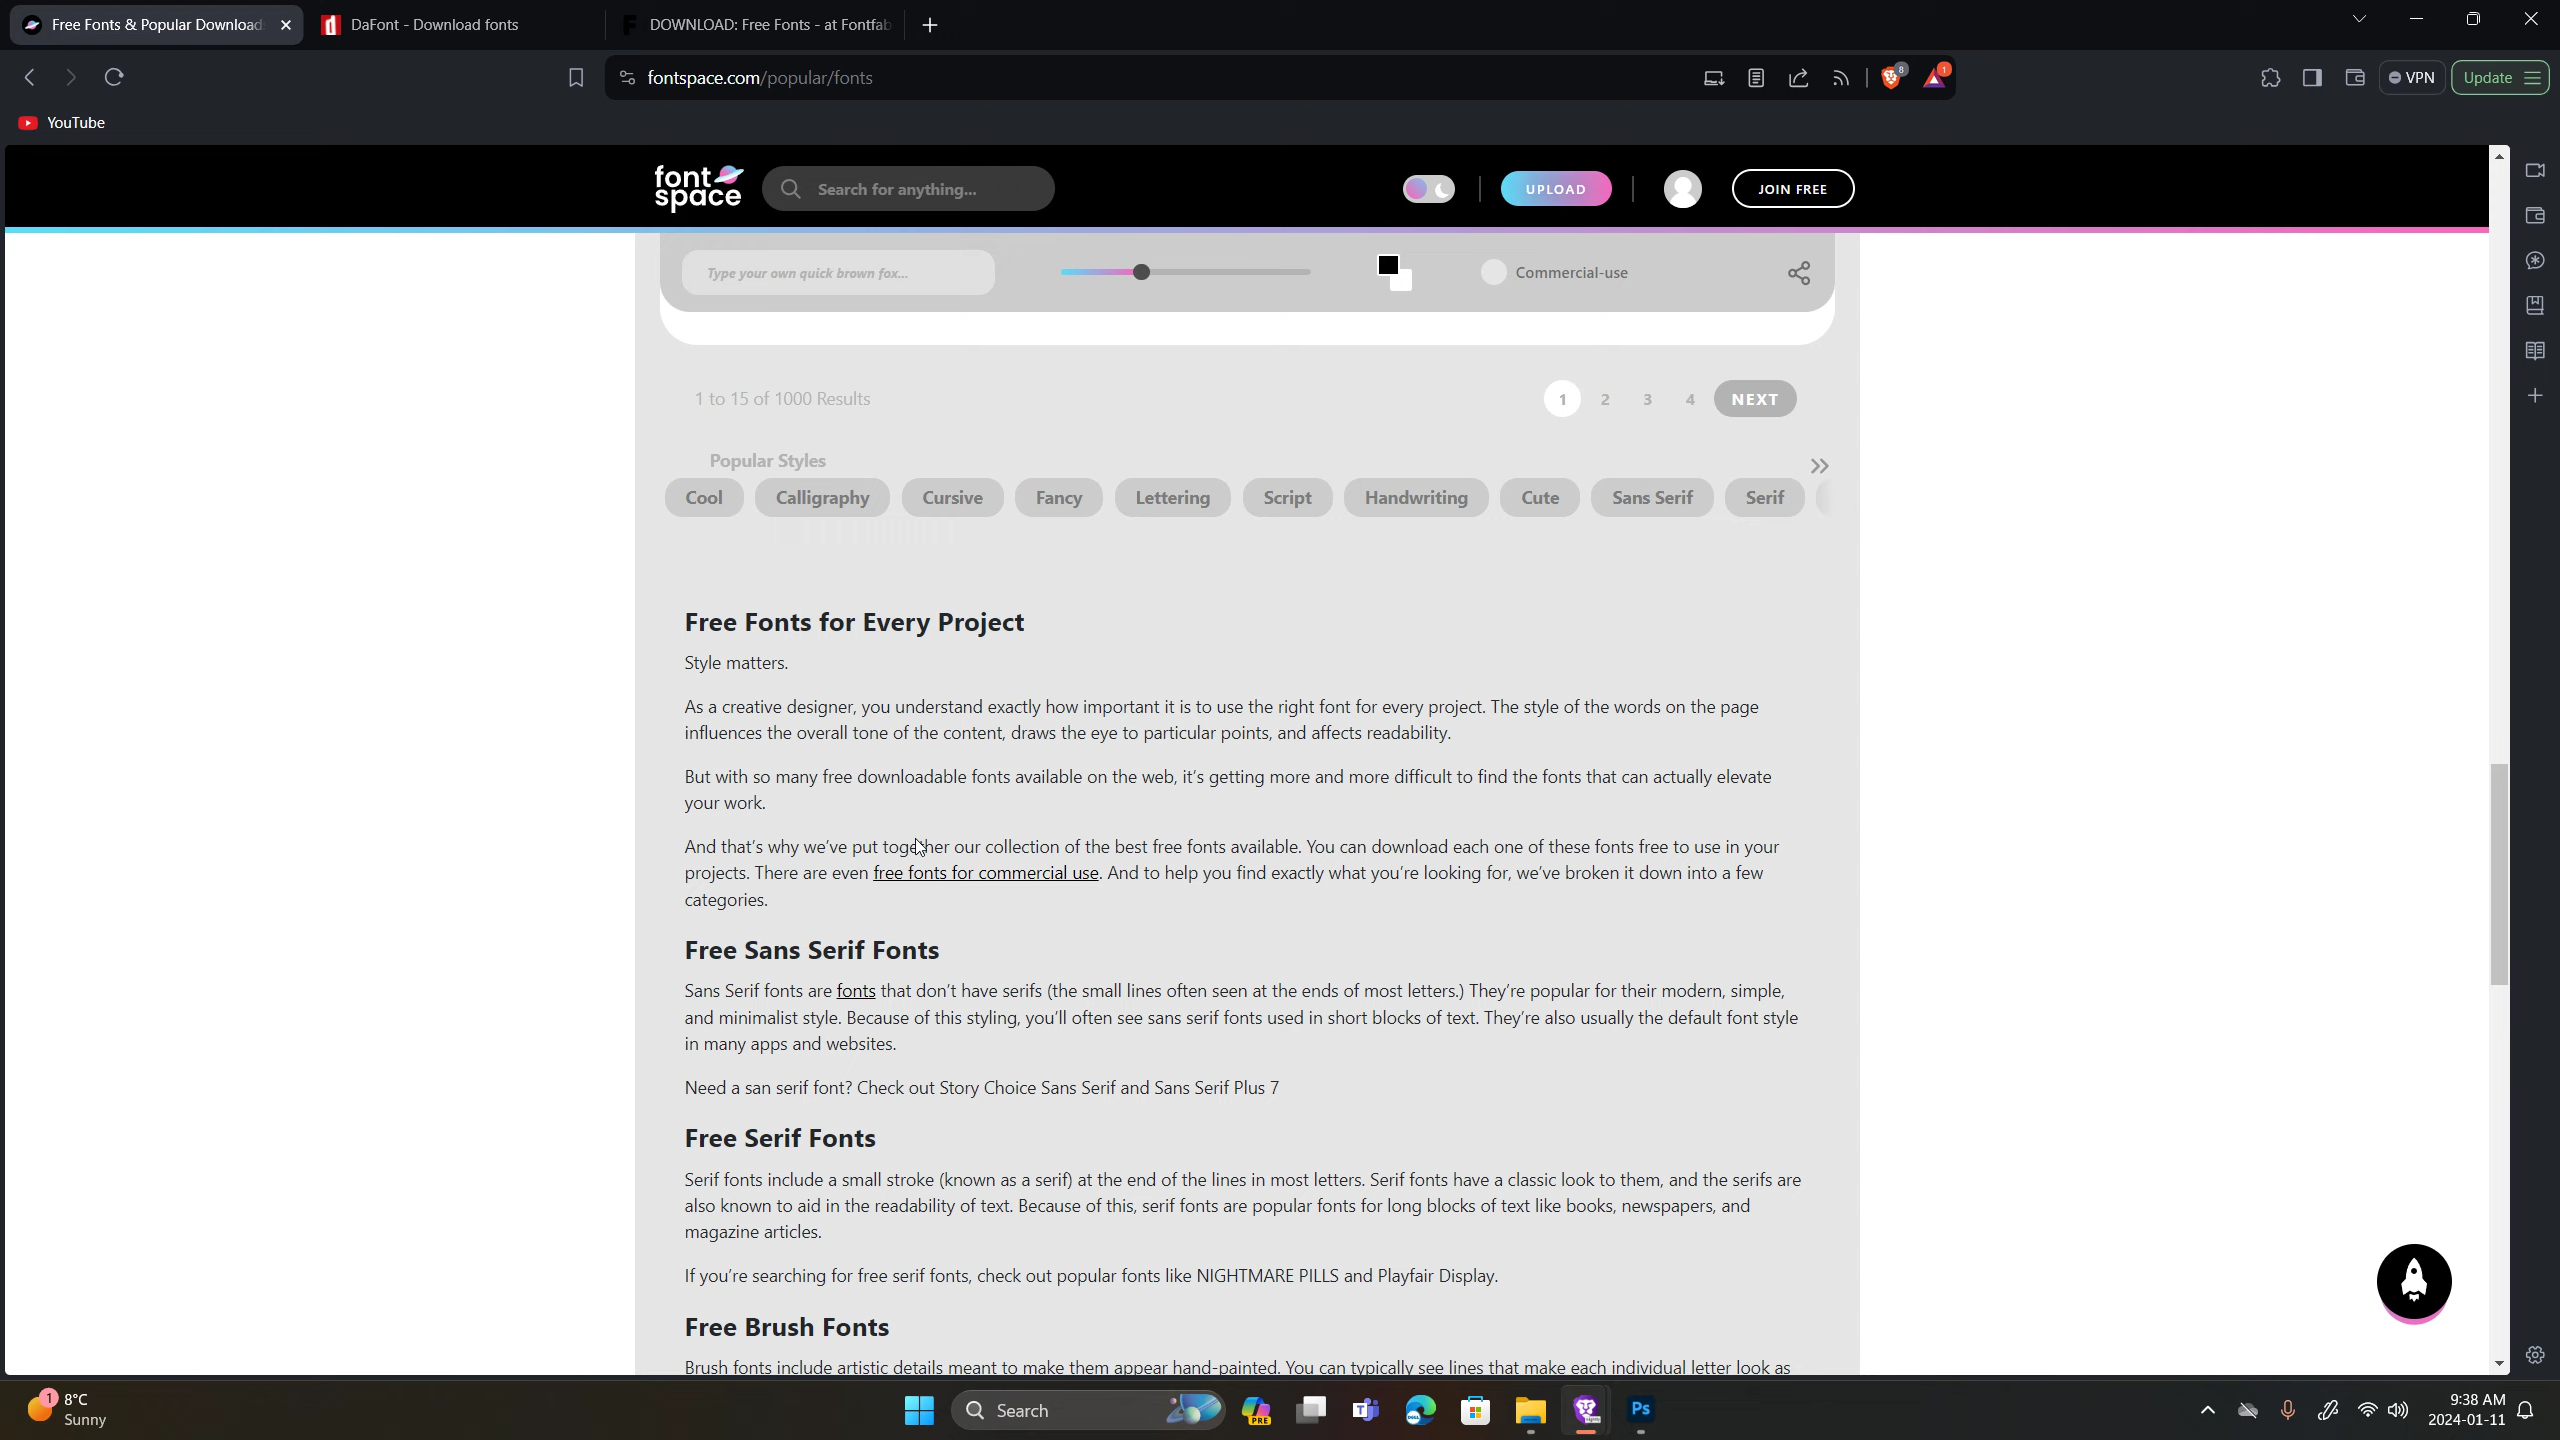 Free Fonts & Popular Download
DaFont - Download fonts
DOWNLOAD: Free Fonts - at Fontfab
fontspace.com/popular/fonts
8
1
VPN
Update
YouTube
font
space
Search for anything...
UPLOAD
JOIN FREE
Type your own quick brown fox...
Commercial-use
1 to 15 of 1000 Results
1 2 3 4 NEXT
Popular Styles
Cool Calligraphy Cursive Fancy Lettering Script Handwriting Cute Sans Serif Serif
Free Fonts for Every Project
Style matters.
As a creative designer, you understand exactly how important it is to use the right font for every project. The style of the words on the page
influences the overall tone of the content, draws the eye to particular points, and affects readability.
But with so many free downloadable fonts available on the web, it's getting more and more difficult to find the fonts that can actually elevate
your work.
And that's why we've put together our collection of the best free fonts available. You can download each one of these fonts free to use in your
projects. There are even free fonts for commercial use. And to help you find exactly what you're looking for, we've broken it down into a few
categories.
Free Sans Serif Fonts
Sans Serif fonts are fonts that don't have serifs (the small lines often seen at the ends of most letters.) They're popular for their modern, simple,
and minimalist style. Because of this styling, you'll often see sans serif fonts used in short blocks of text. They're also usually the default font style
in many apps and websites.
Need a san serif font? Check out Story Choice Sans Serif and Sans Serif Plus 7
Free Serif Fonts
Serif fonts include a small stroke (known as a serif) at the end of the lines in most letters. Serif fonts have a classic look to them, and the serifs are
also known to aid in the readability of text. Because of this, serif fonts are popular fonts for long blocks of text like books, newspapers, and
magazine articles.
If you're searching for free serif fonts, check out popular fonts like NIGHTMARE PILLS and Playfair Display.
Free Brush Fonts
Brush fonts include artistic details meant to make them appear hand-painted. You can typically see lines that make each individual letter look as
1
8°C
Sunny
Search
PRE
Ps
9:38 AM
2024-01-11